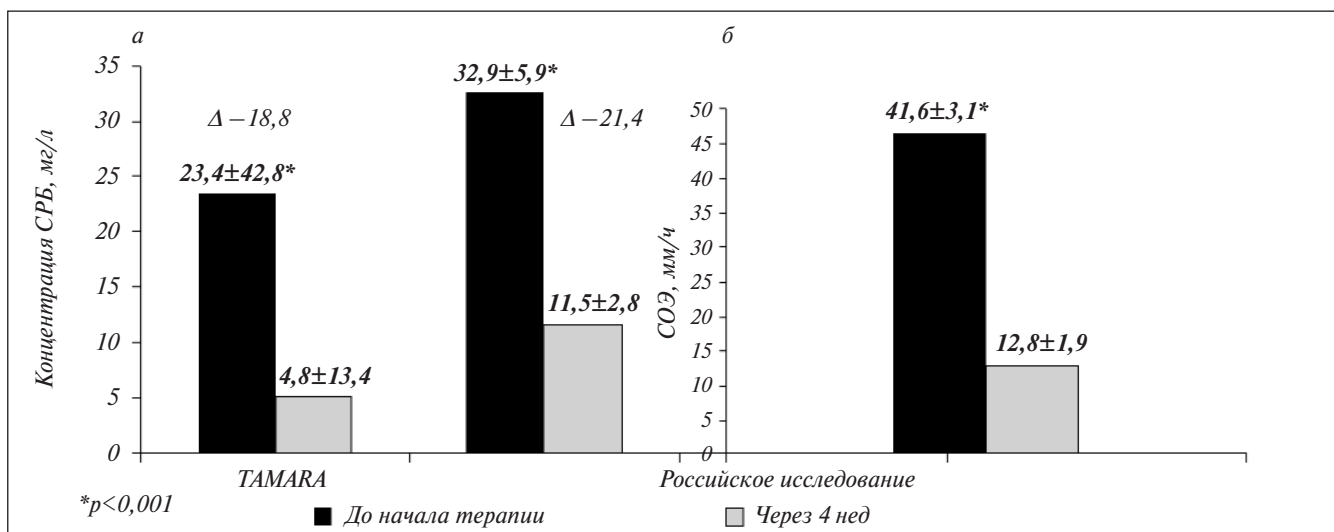 а
б
Концентрация СРБ, мг/л
35
30
25
20
15
10
5
0
Δ –18,8
23,4±42,8*
4,8±13,4
32,9±5,9*
Δ –21,4
11,5±2,8
СОЭ, мм/ч
50
45
40
35
30
25
20
15
10
5
0
41,6±3,1*
12,8±1,9
TAMARA
Российское исследование
*p<0,001
До начала терапии
Через 4 нед